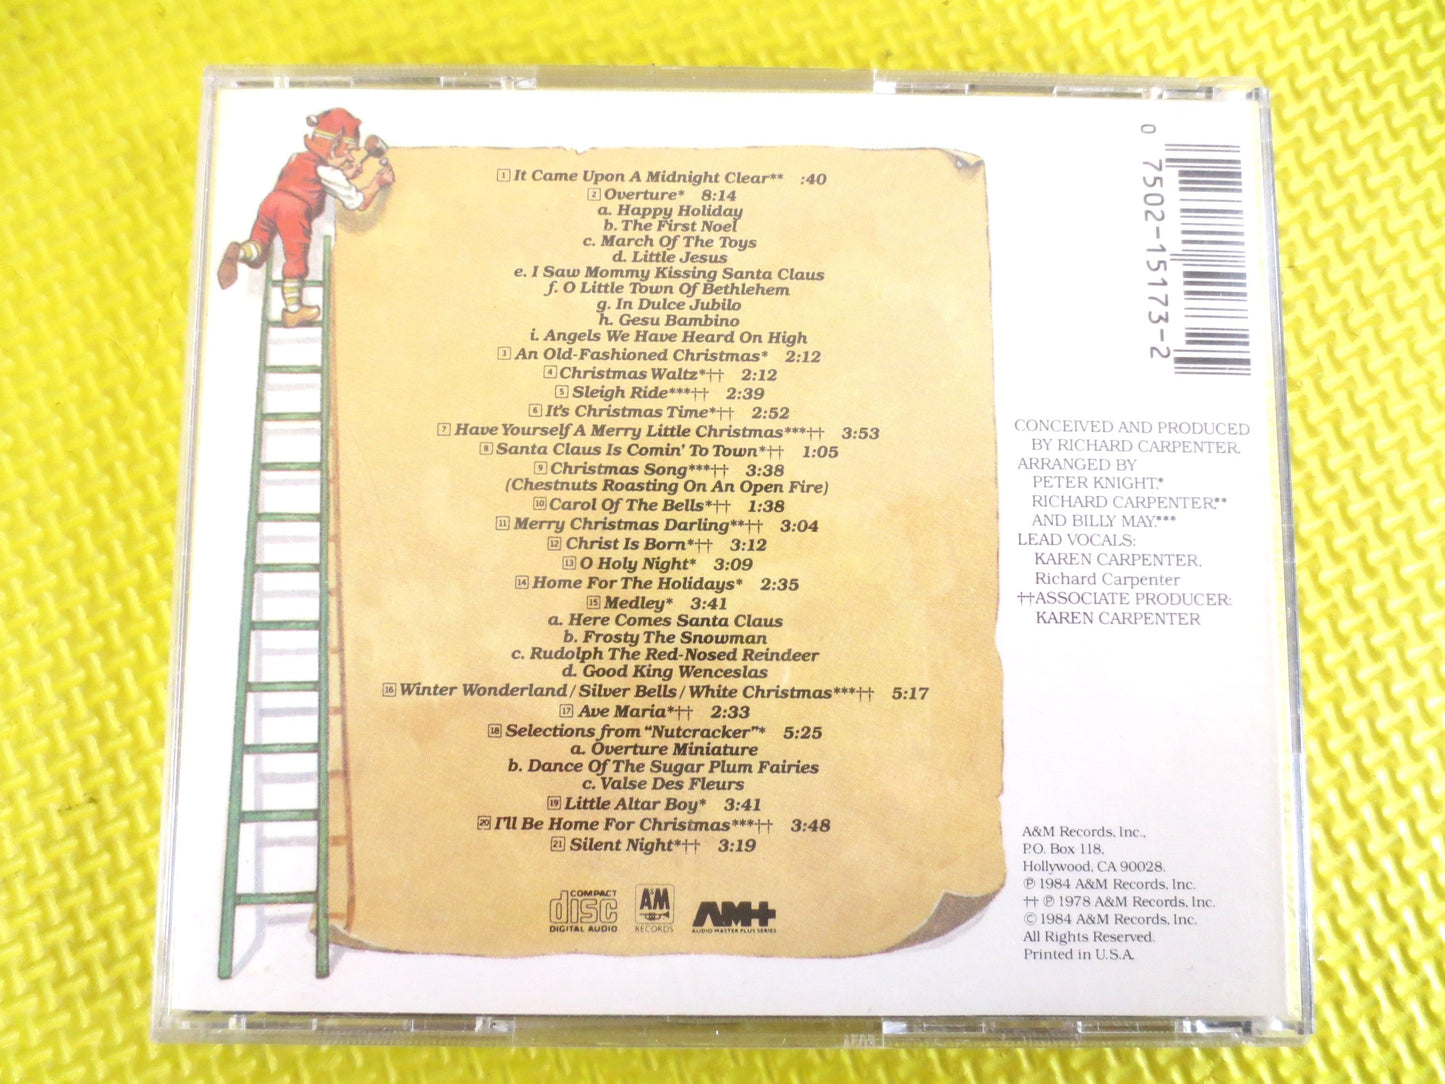 1 It Came Upon A Midnight Clear** :40
2 Overture* 8:14
a. Happy Holiday
b. The First Noel
c. March Of The Toys
d. Little Jesus
e. I Saw Mommy Kissing Santa Claus
f. O Little Town Of Bethlehem
g. In Dulce Jubilo
h. Gesu Bambino
i. Angels We Have Heard On High
3 An Old-Fashioned Christmas* 2:12
4 Christmas Waltz*†† 2:12
5 Sleigh Ride***†† 2:39
6 It's Christmas Time*†† 2:52
7 Have Yourself A Merry Little Christmas***†† 3:53
8 Santa Claus Is Comin' To Town*†† 1:05
9 Christmas Song***†† 3:38
(Chestnuts Roasting On An Open Fire)
10 Carol Of The Bells*†† 1:38
11 Merry Christmas Darling**†† 3:04
12 Christ Is Born*†† 3:12
13 O Holy Night* 3:09
14 Home For The Holidays* 2:35
15 Medley* 3:41
a. Here Comes Santa Claus
b. Frosty The Snowman
c. Rudolph The Red-Nosed Reindeer
d. Good King Wenceslas
16 Winter Wonderland/Silver Bells/White Christmas***†† 5:17
17 Ave Maria*†† 2:33
18 Selections from "Nutcracker"* 5:25
a. Overture Miniature
b. Dance Of The Sugar Plum Fairies
c. Valse Des Fleurs
19 Little Altar Boy* 3:41
20 I'll Be Home For Christmas***†† 3:48
21 Silent Night*†† 3:19
COMPACT
disc
DIGITAL AUDIO
A&M
RECORDS
AM+
AUDIO MASTER PLUS SERIES
0 7502-15173-2
CONCEIVED AND PRODUCED
BY RICHARD CARPENTER.
ARRANGED BY
PETER KNIGHT,*
RICHARD CARPENTER,**
AND BILLY MAY.***
LEAD VOCALS:
KAREN CARPENTER,
Richard Carpenter
††ASSOCIATE PRODUCER:
KAREN CARPENTER
A&M Records, Inc.,
P.O. Box 118,
Hollywood, CA 90028.
℗ 1984 A&M Records, Inc.
†† ℗ 1978 A&M Records, Inc.
© 1984 A&M Records, Inc.
All Rights Reserved.
Printed in U.S.A.